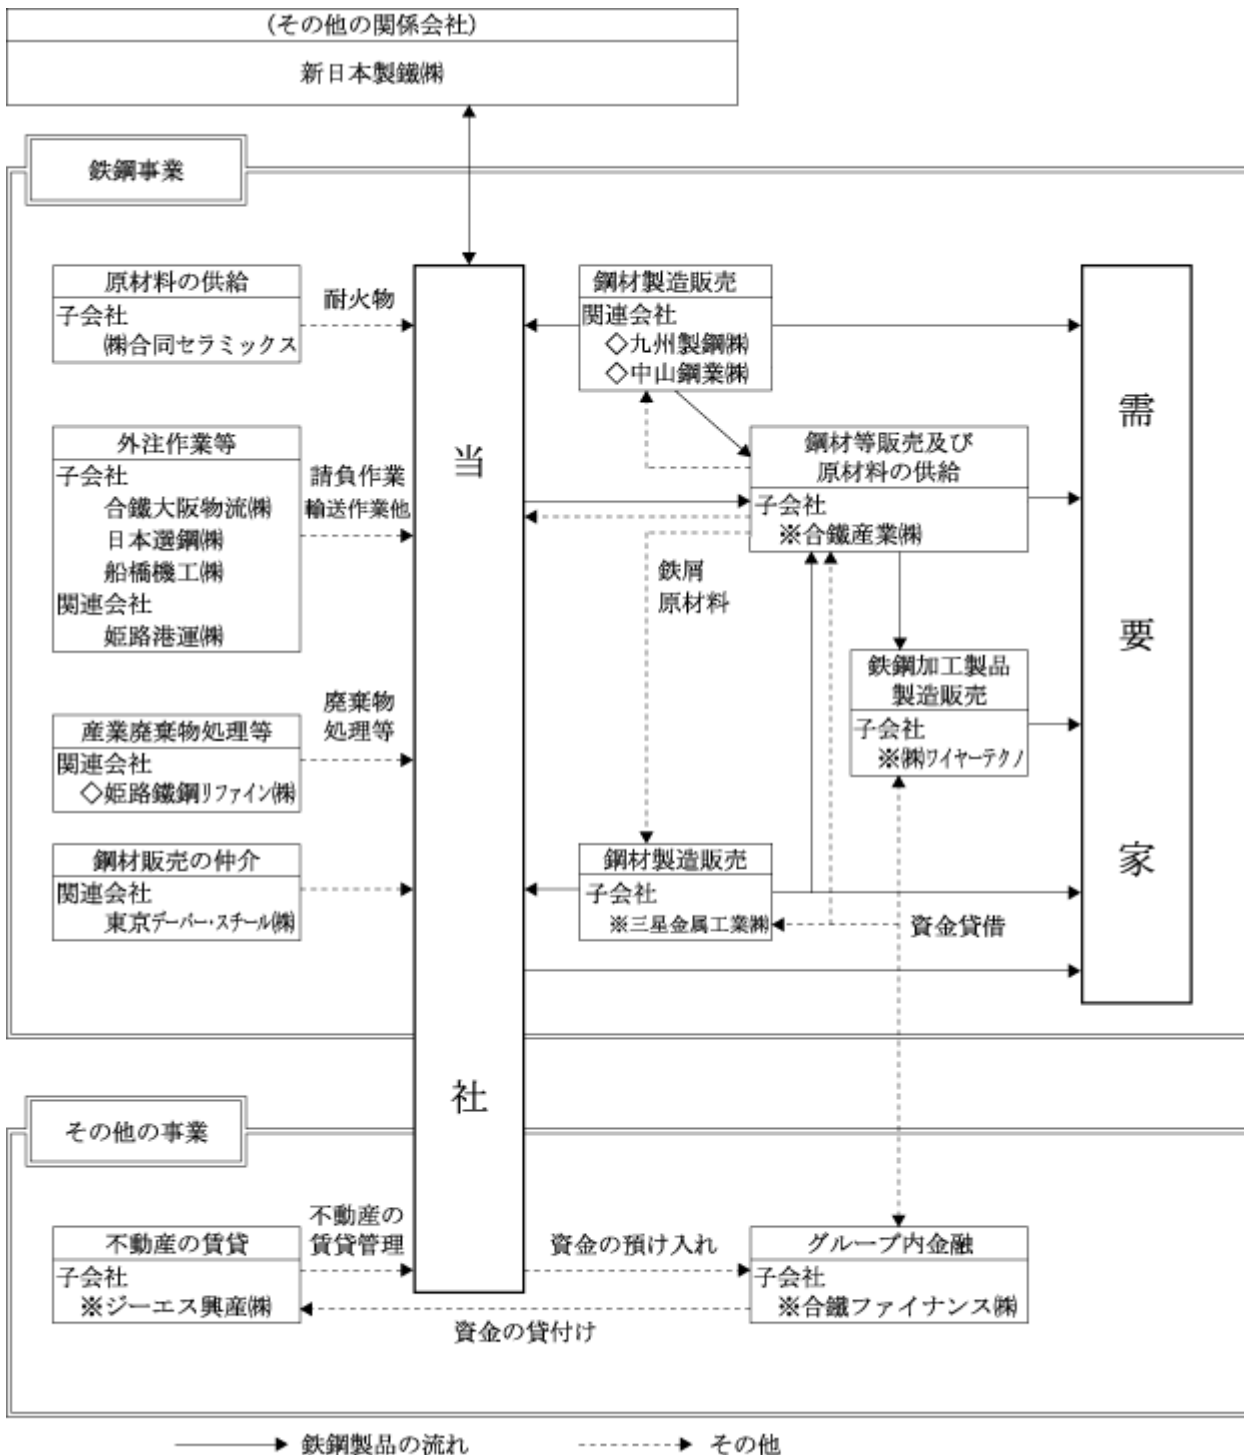 (その他の関係会社)
新日本製鐵㈱
鉄鋼事業
原材料の供給
子会社
㈱合同セラミックス
耐火物
外注作業等
子会社
合鐵大阪物流㈱
日本選鋼㈱
船橋機工㈱
関連会社
姫路港運㈱
請負作業
輸送作業他
産業廃棄物処理等
関連会社
◇姫路鐵鋼リファイン㈱
廃棄物
処理等
鋼材販売の仲介
関連会社
東京デーバー・スチール㈱
当
社
鋼材製造販売
関連会社
◇九州製鋼㈱
◇中山鋼業㈱
鋼材等販売及び
原材料の供給
子会社
※合鐵産業㈱
鉄屑
原材料
鉄鋼加工製品
製造販売
子会社
※㈱ワイヤーテクノ
鋼材製造販売
子会社
※三星金属工業㈱
資金貸借
需
要
家
その他の事業
不動産の賃貸
子会社
※ジーエス興産㈱
不動産の
賃貸管理
資金の預け入れ
グループ内金融
子会社
※合鐵ファイナンス㈱
資金の貸付け
鉄鋼製品の流れ
その他